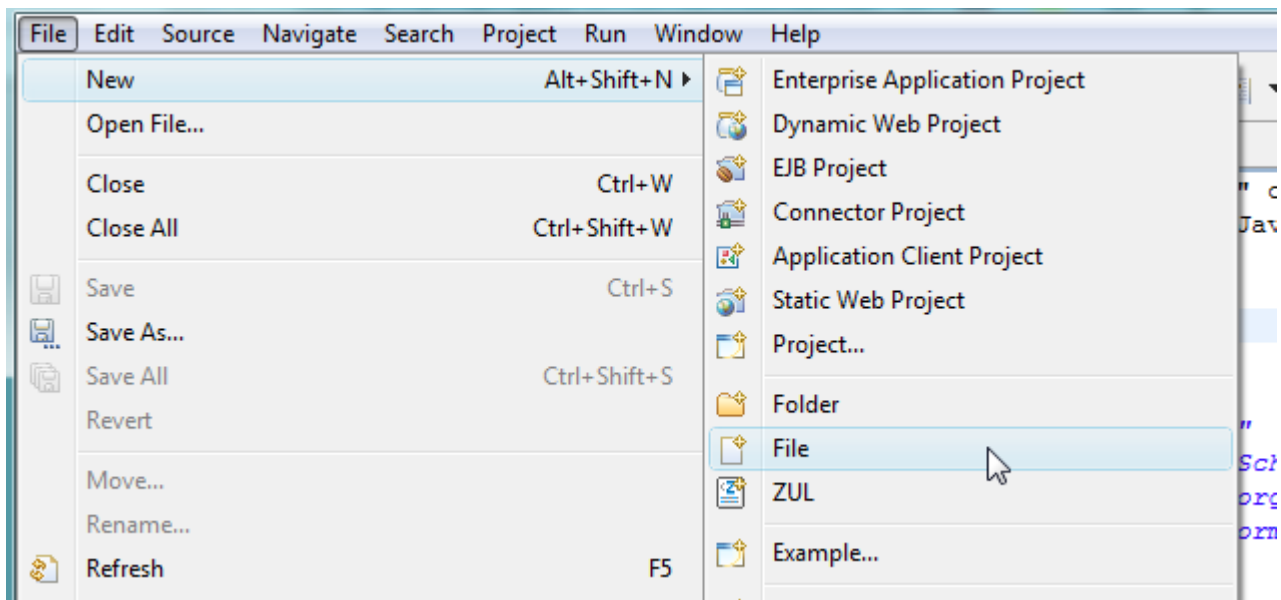 File Edit Source Navigate Search Project Run Window Help
New Alt+Shift+N
Open File...
Close Ctrl+W
Close All Ctrl+Shift+W
Save Ctrl+S
Save As...
Save All Ctrl+Shift+S
Revert
Move...
Rename...
Refresh F5
Enterprise Application Project
Dynamic Web Project
EJB Project
Connector Project
Application Client Project
Static Web Project
Project...
Folder
File
ZUL
Example...